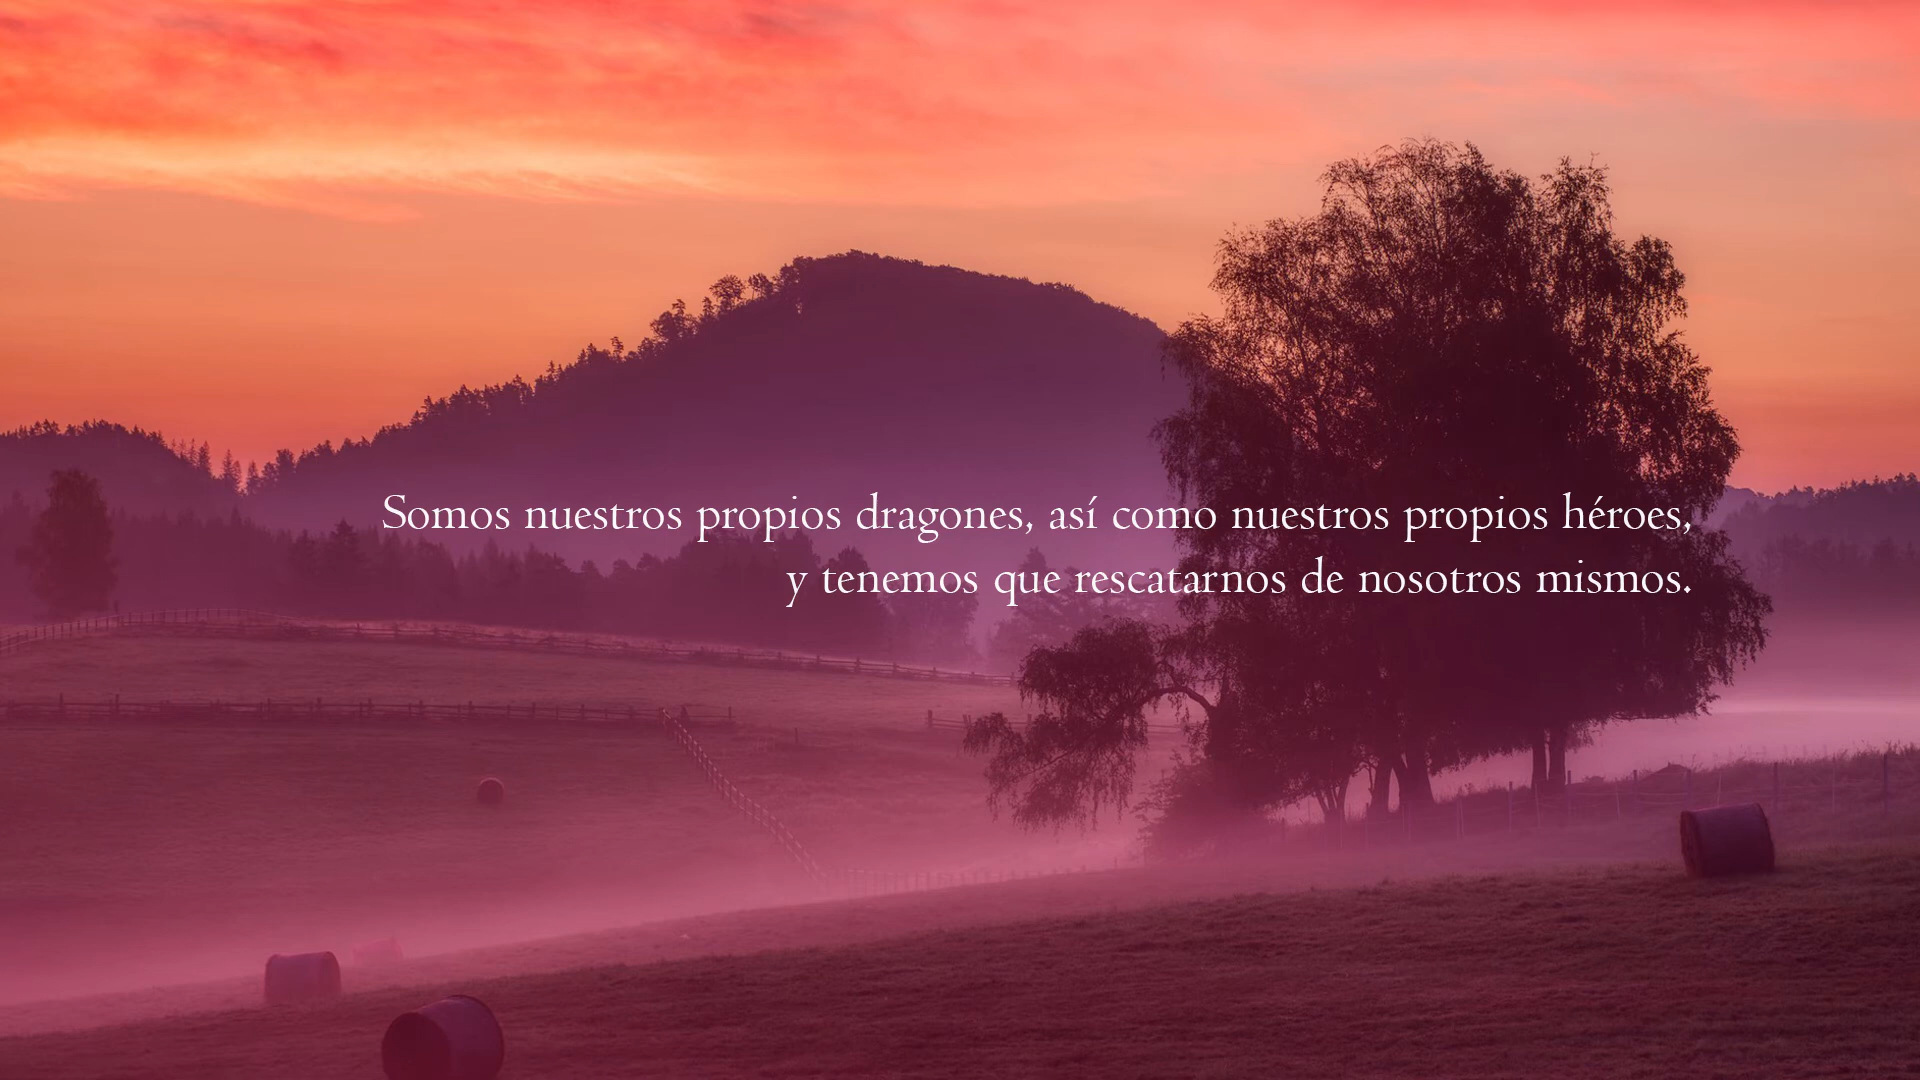 Somos nuestros propios dragones, así como nuestros propios héroes,
y tenemos que rescatarnos de nosotros mismos.